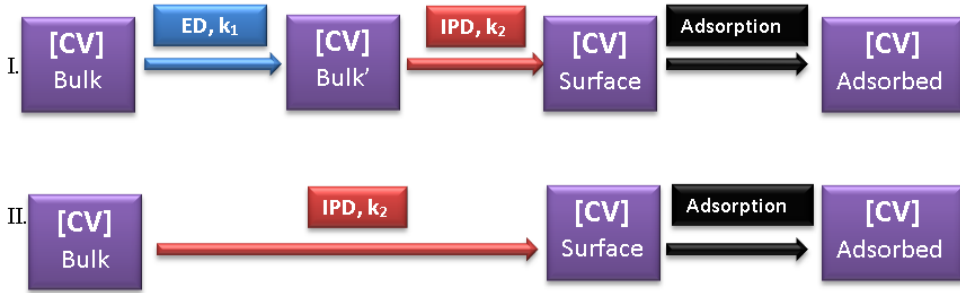 I.
[CV]
Bulk
ED, k₁
[CV]
Bulk’
IPD, k₂
[CV]
Surface
Adsorption
[CV]
Adsorbed
II.
[CV]
Bulk
IPD, k₂
[CV]
Surface
Adsorption
[CV]
Adsorbed